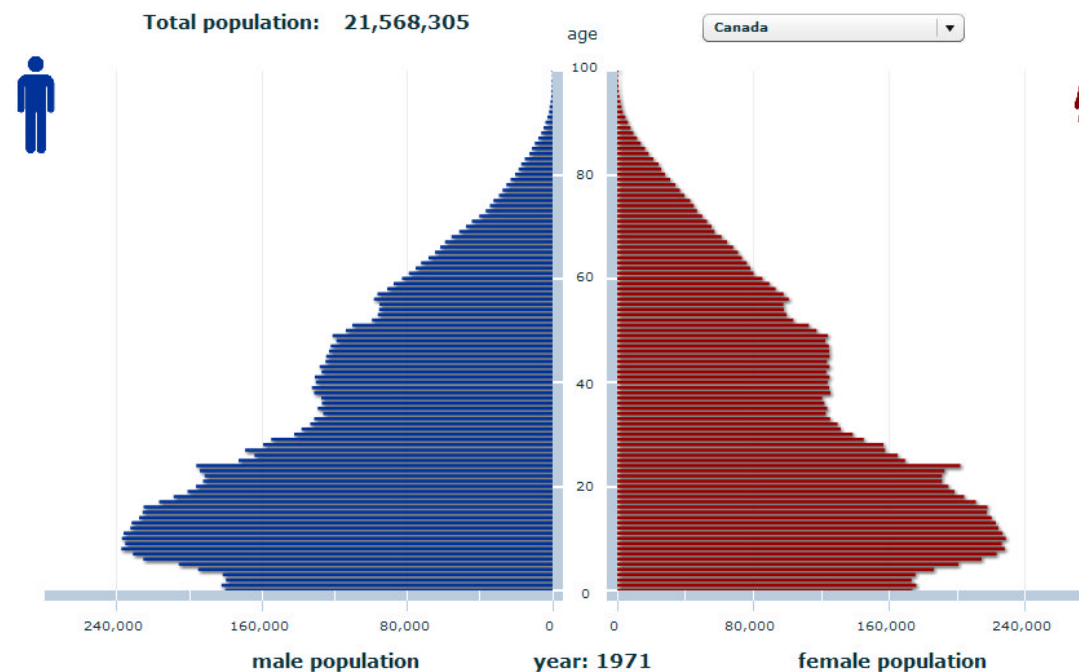 Total population: 21,568,305
Canada
age
100
80
60
40
20
0
240,000 160,000 80,000 0 0 80,000 160,000 240,000
male population year: 1971 female population